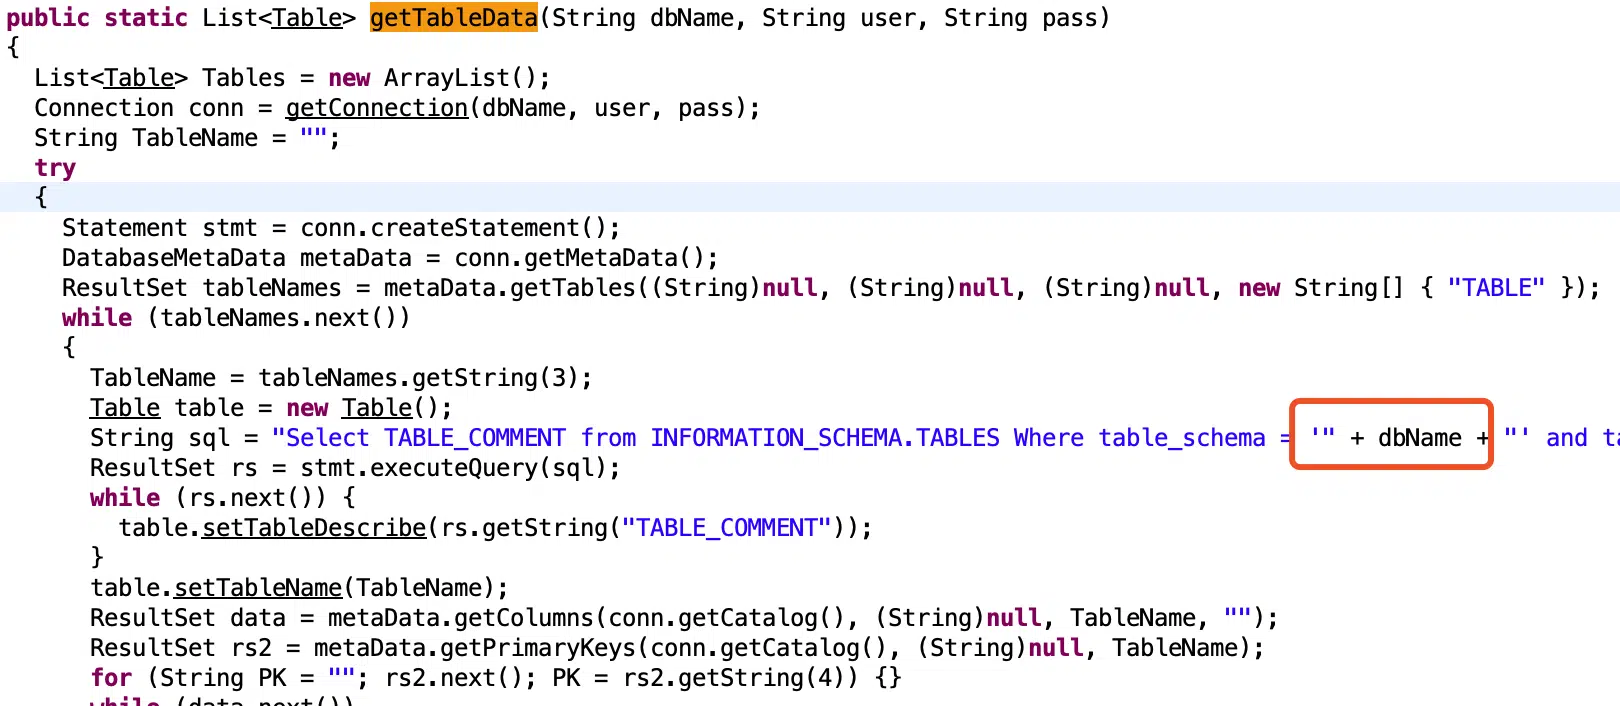 public static List<Table> getTableData(String dbName, String user, String pass)
{
List<Table> Tables = new ArrayList();
Connection conn = getConnection(dbName, user, pass);
String TableName = "";
try
{
Statement stmt = conn.createStatement();
DatabaseMetaData metaData = conn.getMetaData();
ResultSet tableNames = metaData.getTables((String)null, (String)null, (String)null, new String[] { "TABLE" });
while (tableNames.next())
{
TableName = tableNames.getString(3);
Table table = new Table();
String sql = "Select TABLE_COMMENT from INFORMATION_SCHEMA.TABLES Where table_schema = '" + dbName + "' and ta
ResultSet rs = stmt.executeQuery(sql);
while (rs.next()) {
table.setTableDescribe(rs.getString("TABLE_COMMENT"));
}
table.setTableName(TableName);
ResultSet data = metaData.getColumns(conn.getCatalog(), (String)null, TableName, "");
ResultSet rs2 = metaData.getPrimaryKeys(conn.getCatalog(), (String)null, TableName);
for (String PK = ""; rs2.next(); PK = rs2.getString(4)) {}
while (data.next())